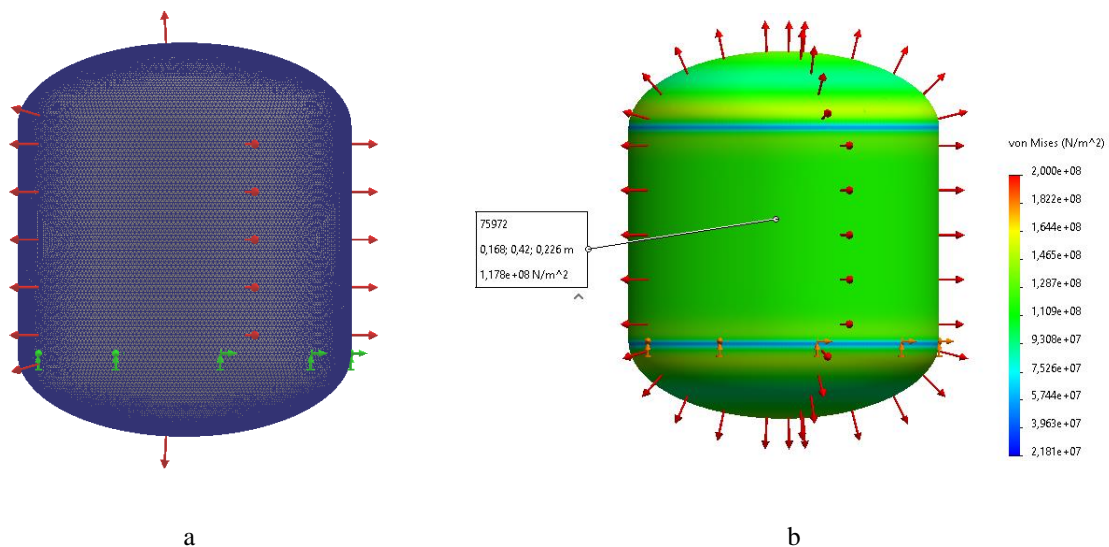 von Mises (N/m^2)
2,000e+08
1,822e+08
1,644e+08
1,465e+08
1,287e+08
1,109e+08
9,308e+07
7,526e+07
5,744e+07
3,963e+07
2,181e+07
75972
0,168; 0,42; 0,226 m
1,178e+08 N/m^2
a
b